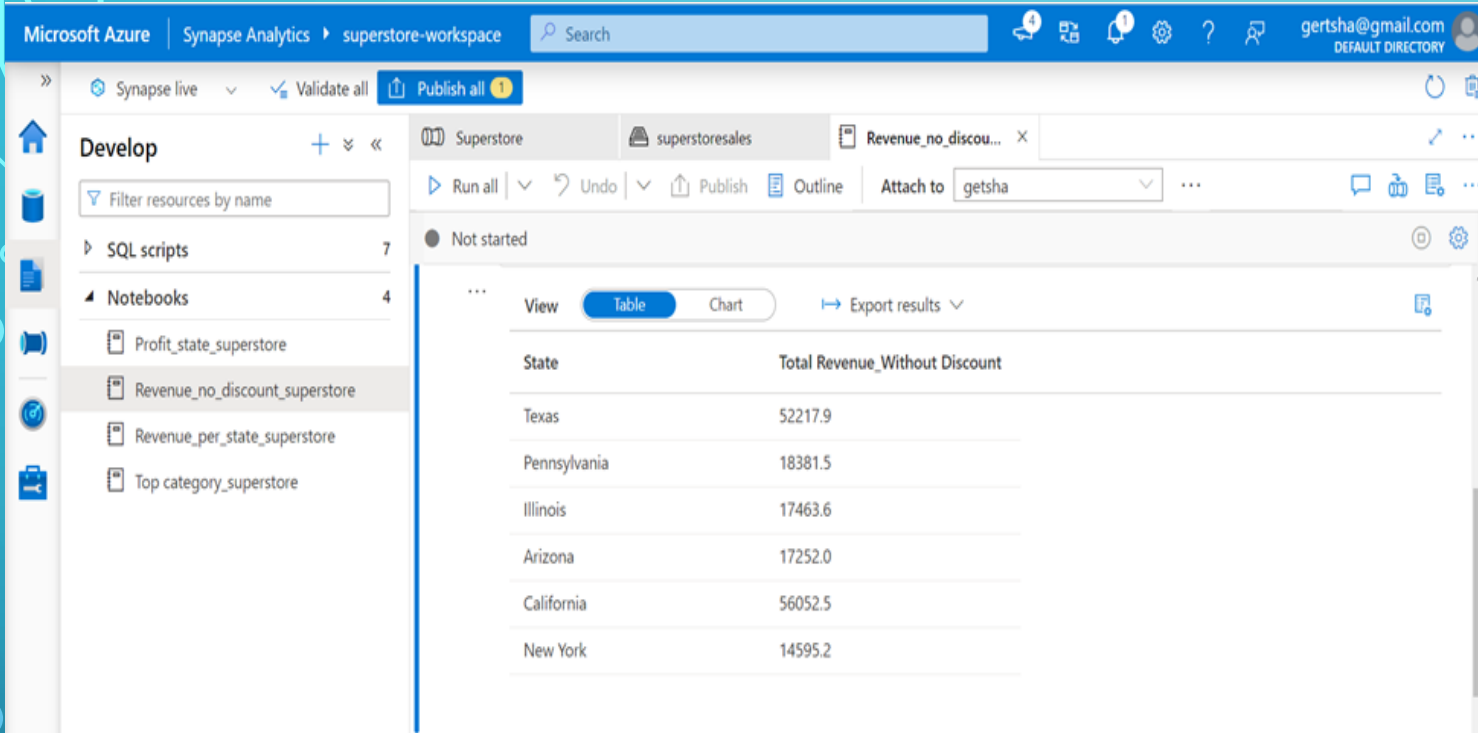 Microsoft Azure Synapse Analytics superstore-workspace Search 4 1 ? gertsha@gmail.com
DEFAULT DIRECTORY
» Synapse live Validate all Publish all 1
Develop + « Superstore superstoresales Revenue_no_discou... ×
Filter resources by name Run all Undo Publish Outline Attach to getsha ...
SQL scripts 7 Not started
Notebooks 4
Profit_state_superstore
Revenue_no_discount_superstore
Revenue_per_state_superstore
Top category_superstore
... View Table Chart Export results
State Total Revenue_Without Discount
Texas 52217.9
Pennsylvania 18381.5
Illinois 17463.6
Arizona 17252.0
California 56052.5
New York 14595.2